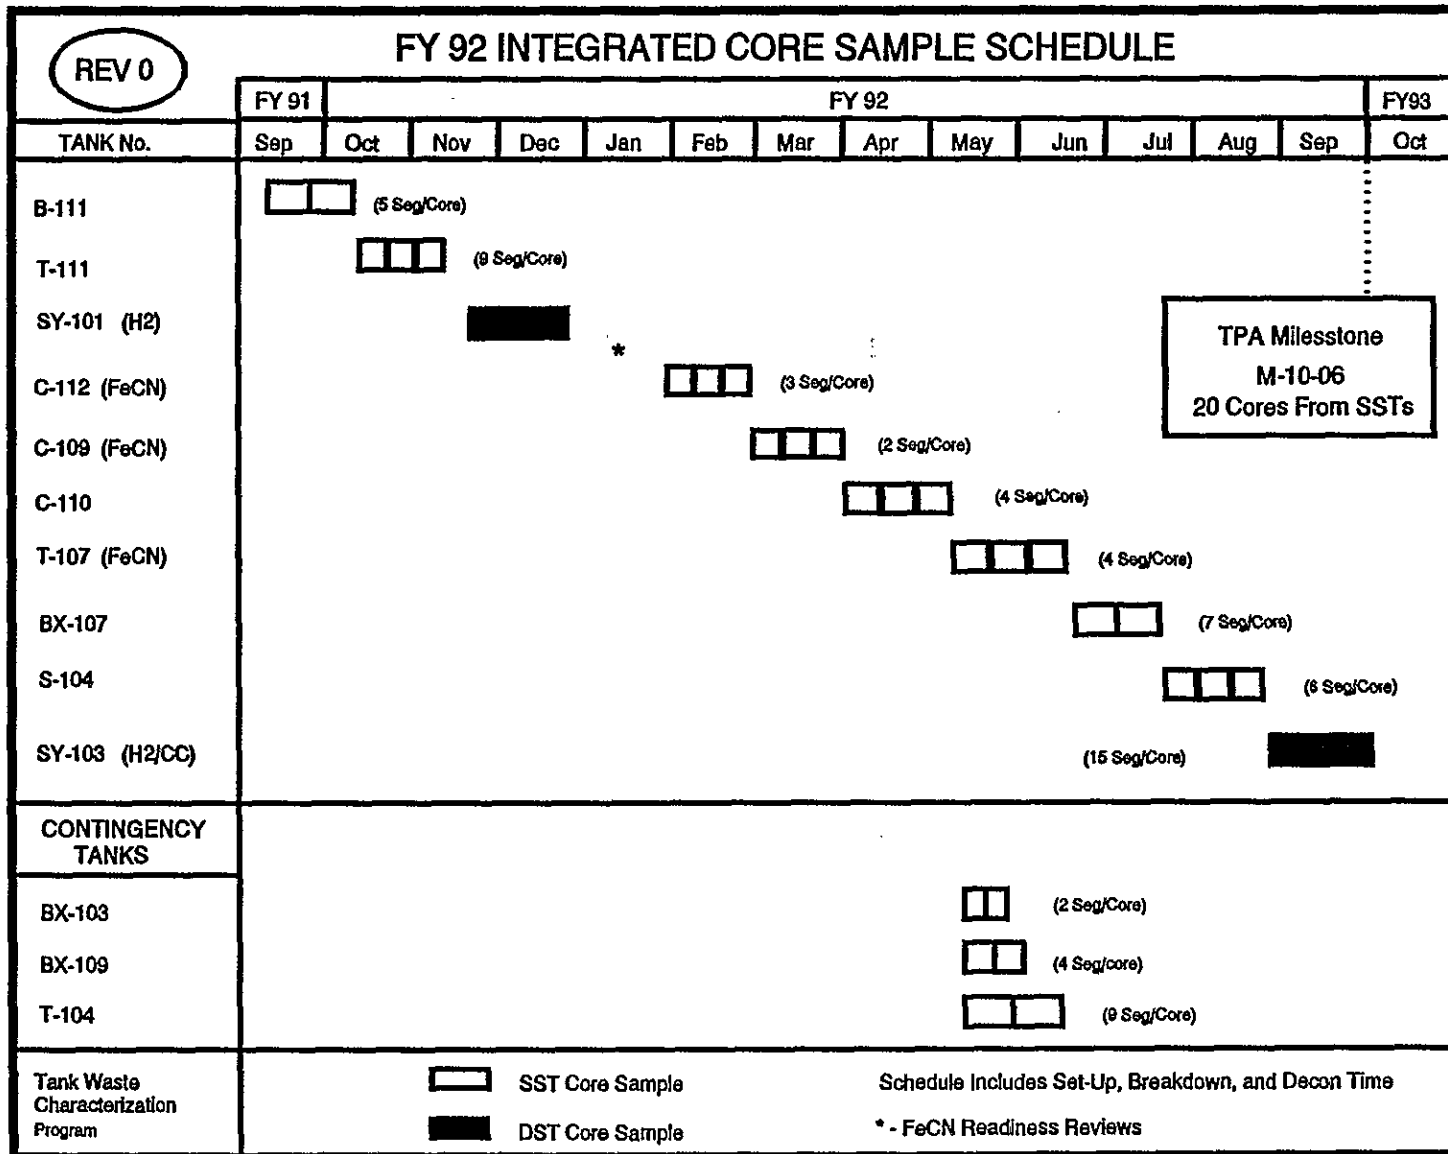 REV 0
FY 92 INTEGRATED CORE SAMPLE SCHEDULE
FY 91 FY 92 FY93
TANK No. Sep Oct Nov Dec Jan Feb Mar Apr May Jun Jul Aug Sep Oct
B-111 (5 Seg/Core)
T-111 (9 Seg/Core)
SY-101 (H2)
*
C-112 (FeCN) (3 Seg/Core)
C-109 (FeCN) (2 Seg/Core)
C-110 (4 Seg/Core)
T-107 (FeCN) (4 Seg/Core)
BX-107 (7 Seg/Core)
S-104 (6 Seg/Core)
SY-103 (H2/CC) (15 Seg/Core)
TPA Milesstone
M-10-06
20 Cores From SSTs
CONTINGENCY
TANKS
BX-103 (2 Seg/Core)
BX-109 (4 Seg/core)
T-104 (9 Seg/Core)
Tank Waste
Characterization
Program
SST Core Sample
DST Core Sample
Schedule Includes Set-Up, Breakdown, and Decon Time
* - FeCN Readiness Reviews